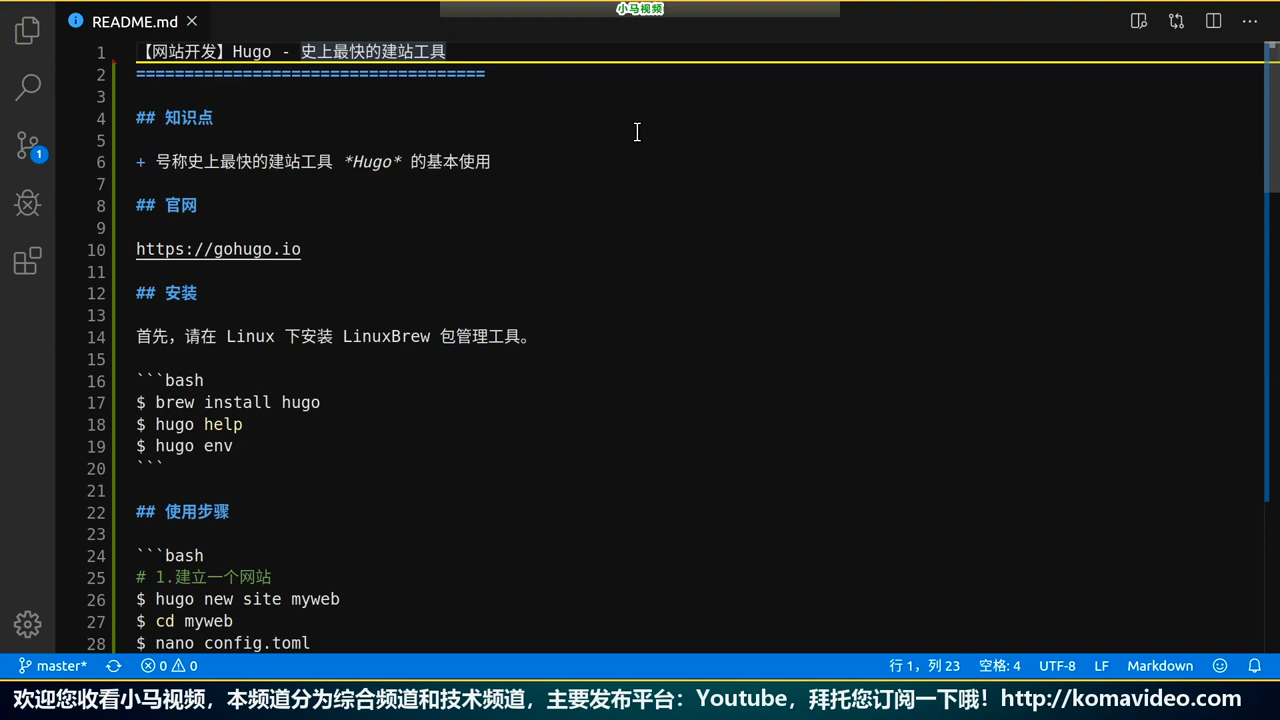 小马视频
README.md
1 【网站开发】Hugo - 史上最快的建站工具
2 ====================================
3
4 ## 知识点
5
6 + 号称史上最快的建站工具 *Hugo* 的基本使用
7
8 ## 官网
9
10 https://gohugo.io
11
12 ## 安装
13
14 首先，请在 Linux 下安装 LinuxBrew 包管理工具。
15
16 ```bash
17 $ brew install hugo
18 $ hugo help
19 $ hugo env
20 ```
21
22 ## 使用步骤
23
24 ```bash
25 # 1.建立一个网站
26 $ hugo new site myweb
27 $ cd myweb
28 $ nano config.toml
1
master* 0 0 行 1，列 23 空格: 4 UTF-8 LF Markdown
欢迎您收看小马视频，本频道分为综合频道和技术频道，主要发布平台：Youtube，拜托您订阅一下哦！http://komavideo.com